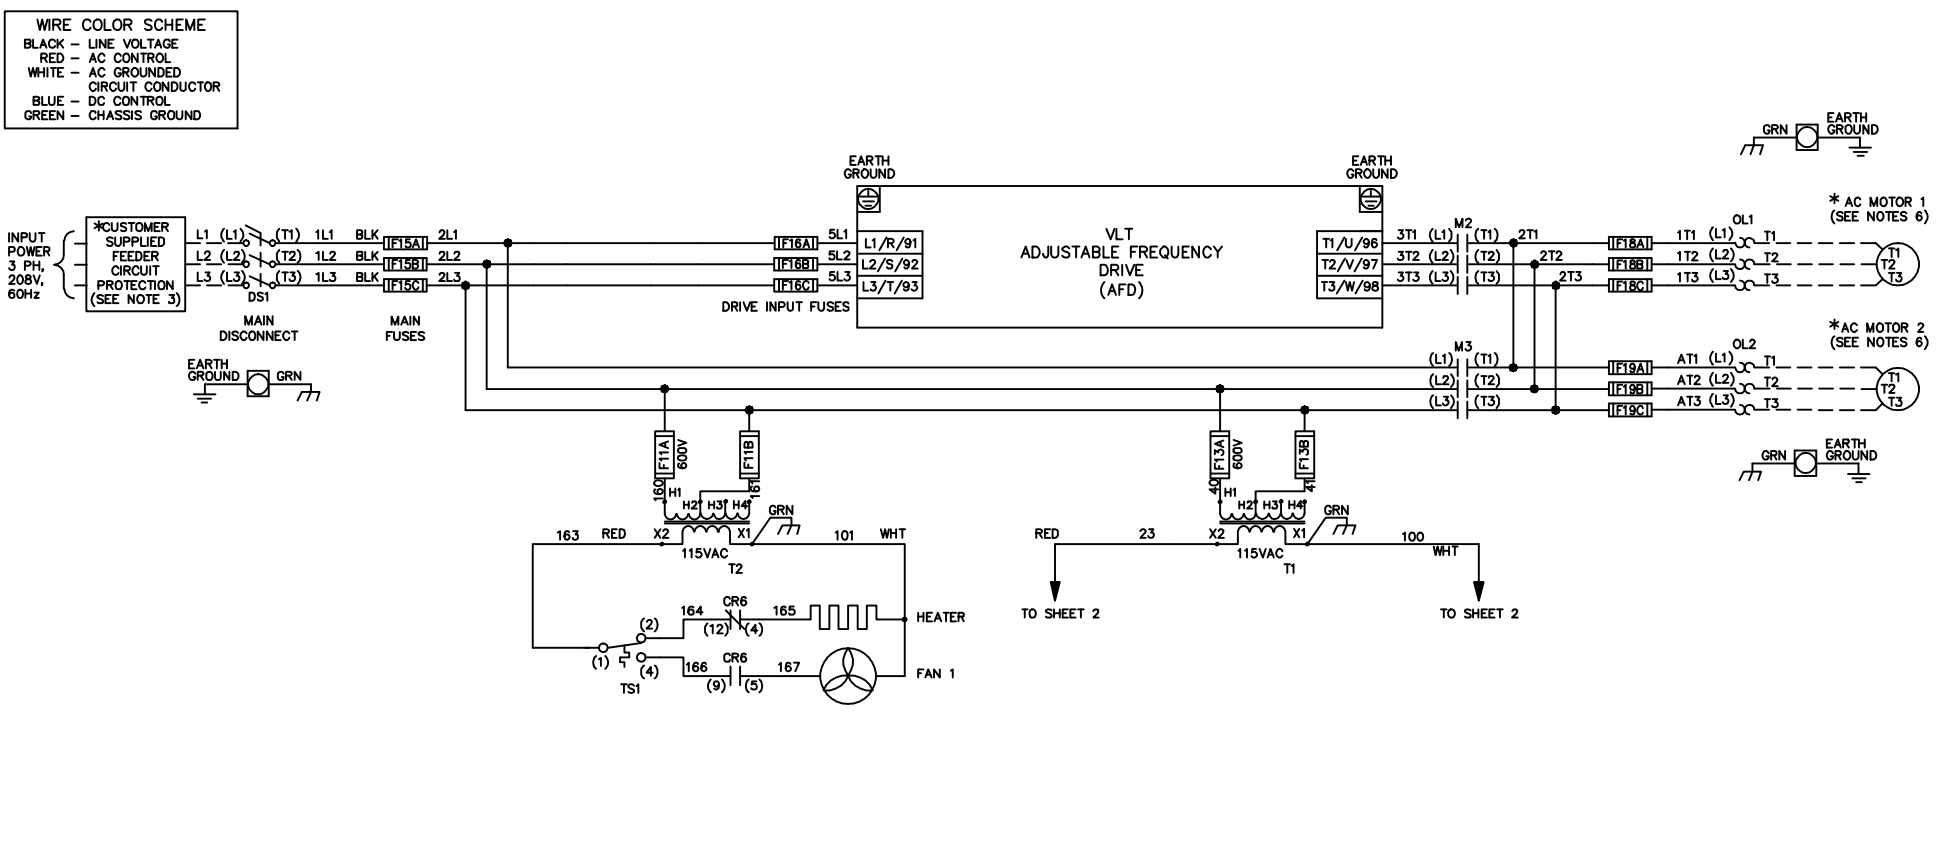 WIRE COLOR SCHEME
BLACK - LINE VOLTAGE
RED - AC CONTROL
WHITE - AC GROUNDED
CIRCUIT CONDUCTOR
BLUE - DC CONTROL
GREEN - CHASSIS GROUND
INPUT
POWER
3 PH,
208V,
60Hz
*CUSTOMER
SUPPLIED
FEEDER
CIRCUIT
PROTECTION
(SEE NOTE 3)
L1 (L1) (T1) 1L1 BLK F15A 2L1
L2 (L2) (T2) 1L2 BLK F15B 2L2
L3 (L3) (T3) 1L3 BLK F15C 2L3
DS1
MAIN
DISCONNECT
MAIN
FUSES
EARTH
GROUND
GRN
F16A 5L1 L1/R/91
F16B 5L2 L2/S/92
F16C 5L3 L3/T/93
DRIVE INPUT FUSES
EARTH
GROUND
VLT
ADJUSTABLE FREQUENCY
DRIVE
(AFD)
EARTH
GROUND
M2
T1/U/96 3T1 (L1) (T1) 2T1 F18A 1T1 (L1) T1
T2/V/97 3T2 (L2) (T2) 2T2 F18B 1T2 (L2) T2
T3/W/98 3T3 (L3) (T3) 2T3 F18C 1T3 (L3) T3
OL1
GRN
EARTH
GROUND
* AC MOTOR 1
(SEE NOTES 6)
T1
T2
T3
M3
(L1) (T1) F19A AT1 (L1) T1
(L2) (T2) F19B AT2 (L2) T2
(L3) (T3) F19C AT3 (L3) T3
OL2
* AC MOTOR 2
(SEE NOTES 6)
T1
T2
T3
GRN
EARTH
GROUND
F11A
600V
F11B
160
161
H1 H2 H3 H4
GRN
163 RED X2 X1 101 WHT
115VAC
T2
F13A
600V
F13B
40
41
H1 H2 H3 H4
GRN
RED 23 X2 X1 100
WHT
115VAC
T1
TO SHEET 2
TO SHEET 2
164 CR6 165 HEATER
(12) (4)
(2)
(1)
(4)
TS1
166 CR6 167 FAN 1
(9) (5)